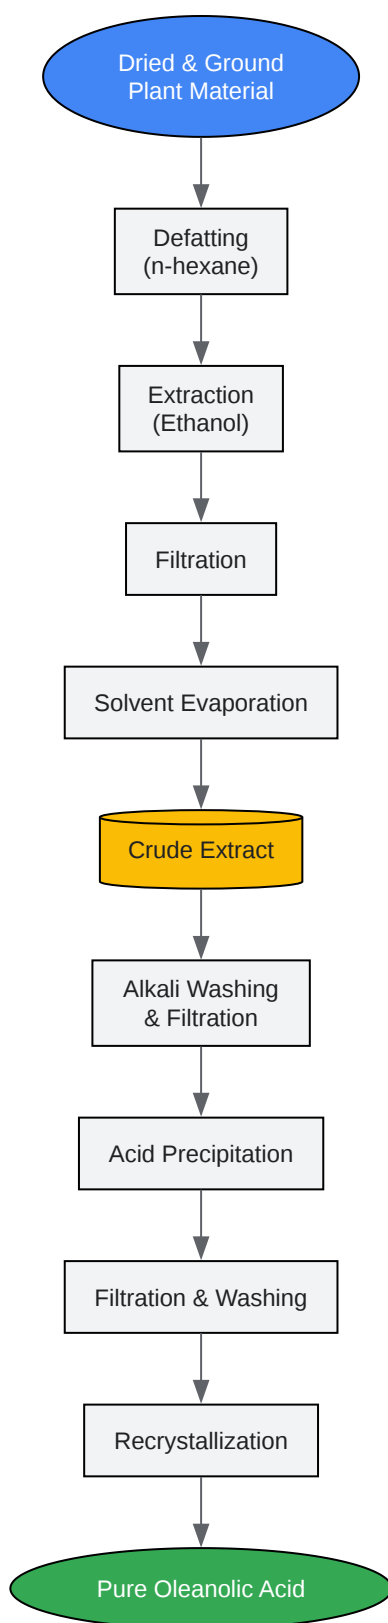 Dried & Ground
Plant Material
Defatting
(n-hexane)
Extraction
(Ethanol)
Filtration
Solvent Evaporation
Crude Extract
Alkali Washing
& Filtration
Acid Precipitation
Filtration & Washing
Recrystallization
Pure Oleanolic Acid